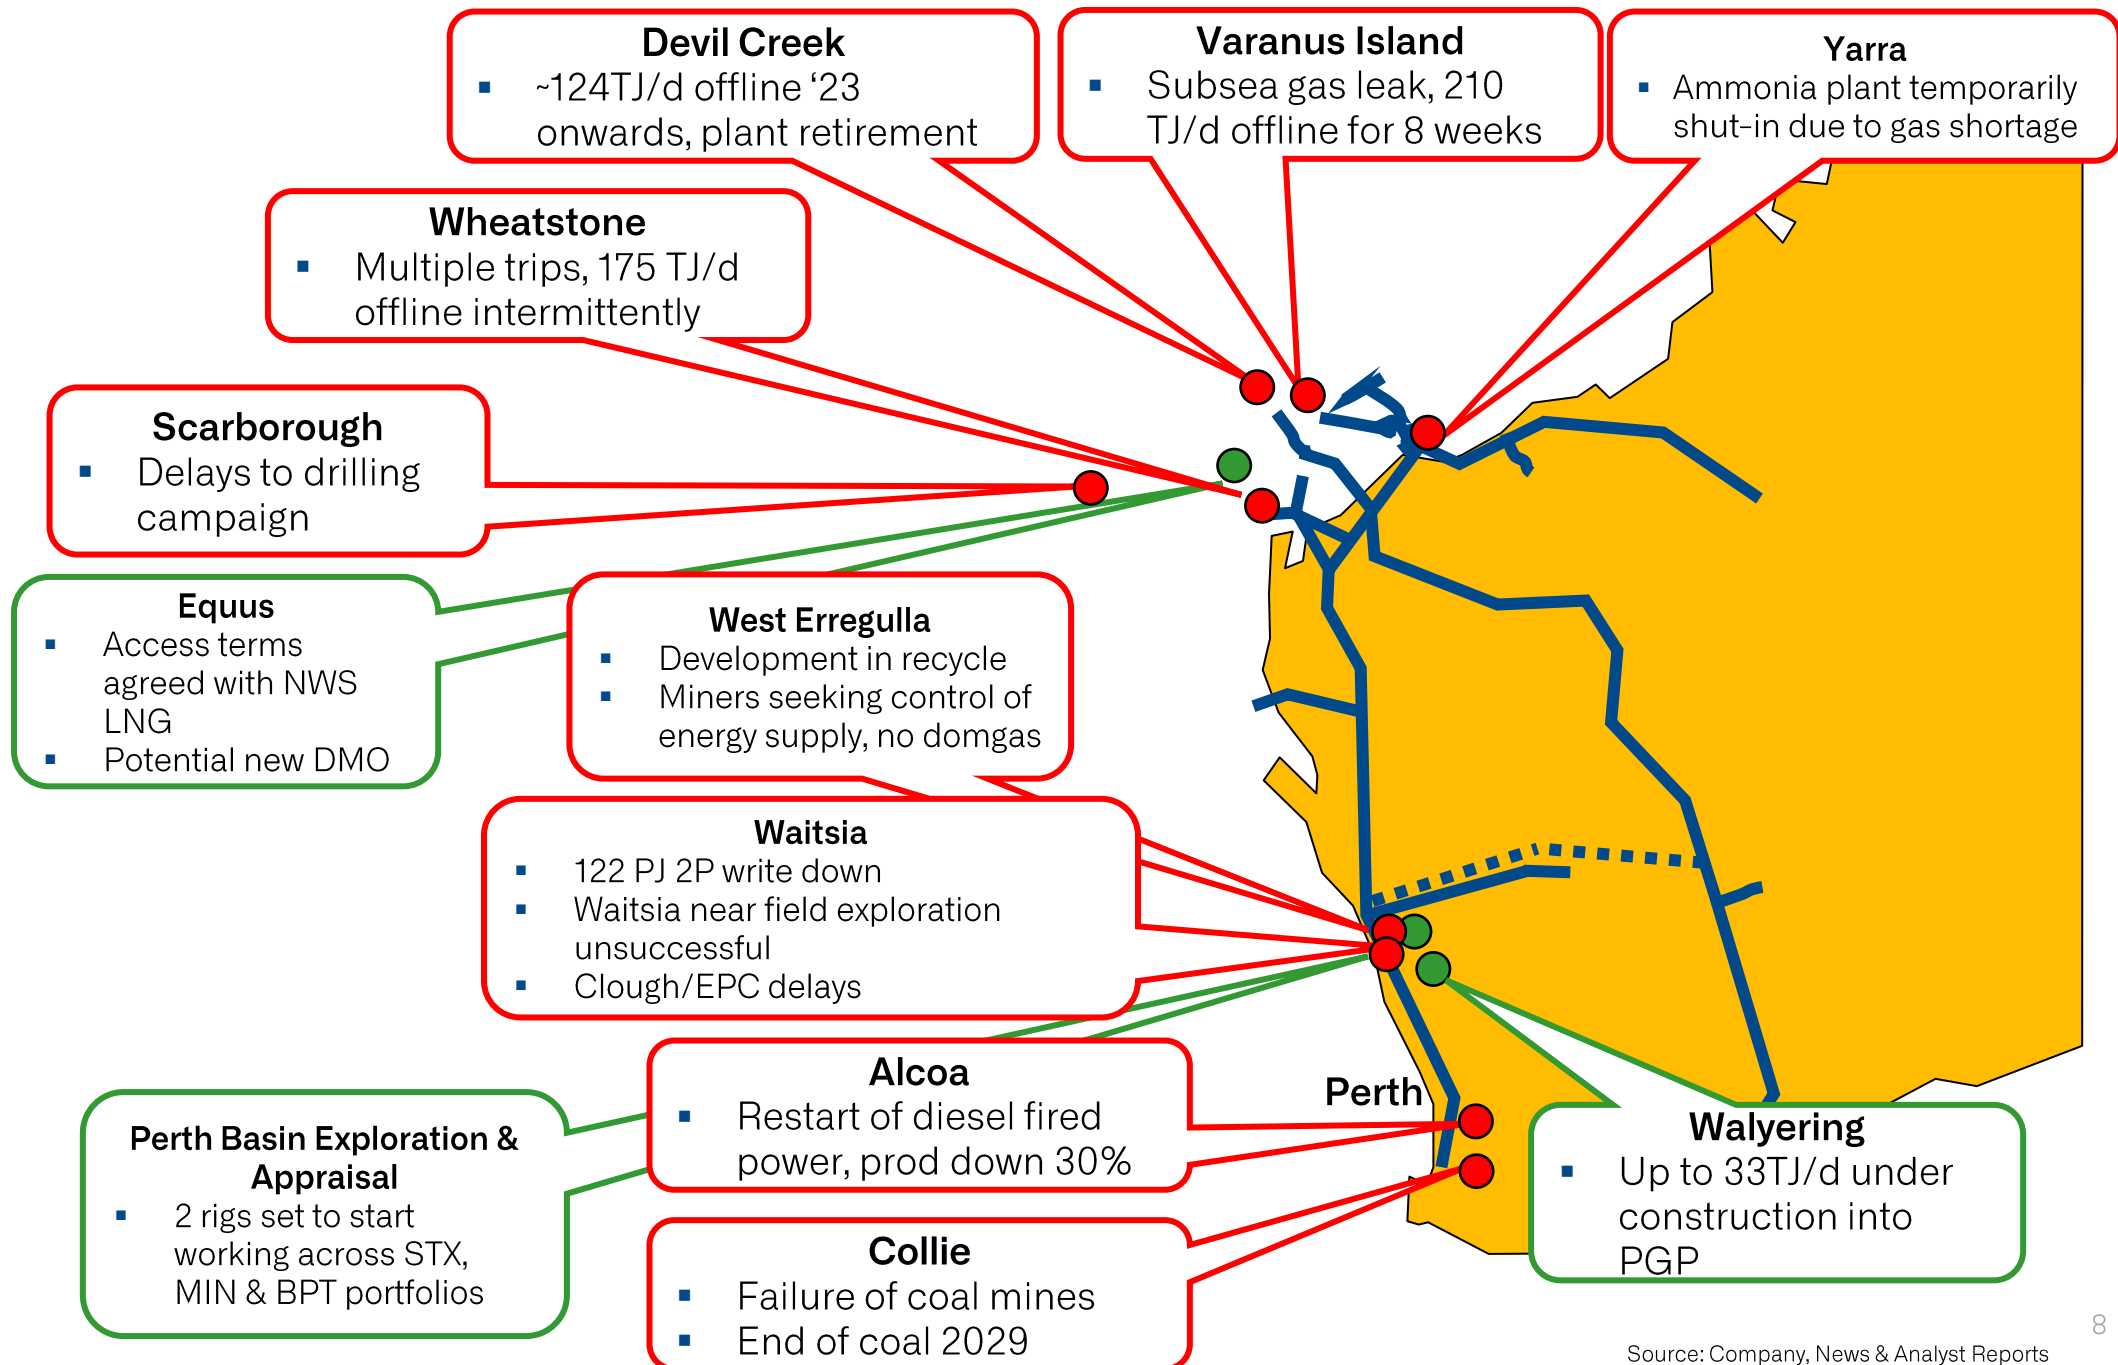 Devil Creek
▪ ~124TJ/d offline ‘23
onwards, plant retirement
Varanus Island
▪ Subsea gas leak, 210
TJ/d offline for 8 weeks
Yarra
▪ Ammonia plant temporarily
shut-in due to gas shortage
Wheatstone
▪ Multiple trips, 175 TJ/d
offline intermittently
Scarborough
▪ Delays to drilling
campaign
Equus
▪ Access terms
agreed with NWS
LNG
▪ Potential new DMO
West Erregulla
▪ Development in recycle
▪ Miners seeking control of
energy supply, no domgas
Waitsia
▪ 122 PJ 2P write down
▪ Waitsia near field exploration
unsuccessful
▪ Clough/EPC delays
Alcoa
▪ Restart of diesel fired
power, prod down 30%
Perth
Perth Basin Exploration &
Appraisal
▪ 2 rigs set to start
working across STX,
MIN & BPT portfolios
Walyering
▪ Up to 33TJ/d under
construction into
PGP
Collie
▪ Failure of coal mines
▪ End of coal 2029
8
Source: Company, News & Analyst Reports